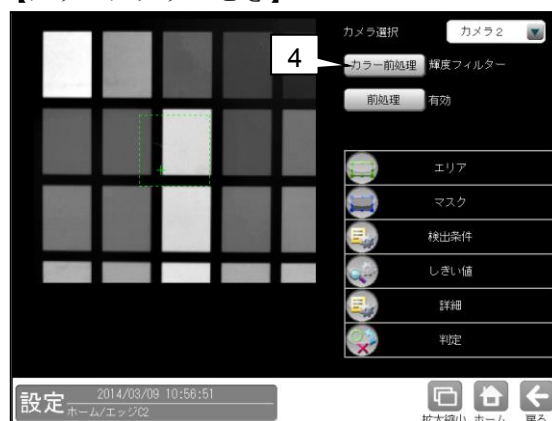 カメラ選択 カメラ2
4
カラー前処理 輝度フィルター
前処理 有効
エリア
マスク
検出条件
しきい値
詳細
判定
設定
2014/03/09 10:56:51
ホーム/エッジC2
拡大縮小 ホーム 戻る